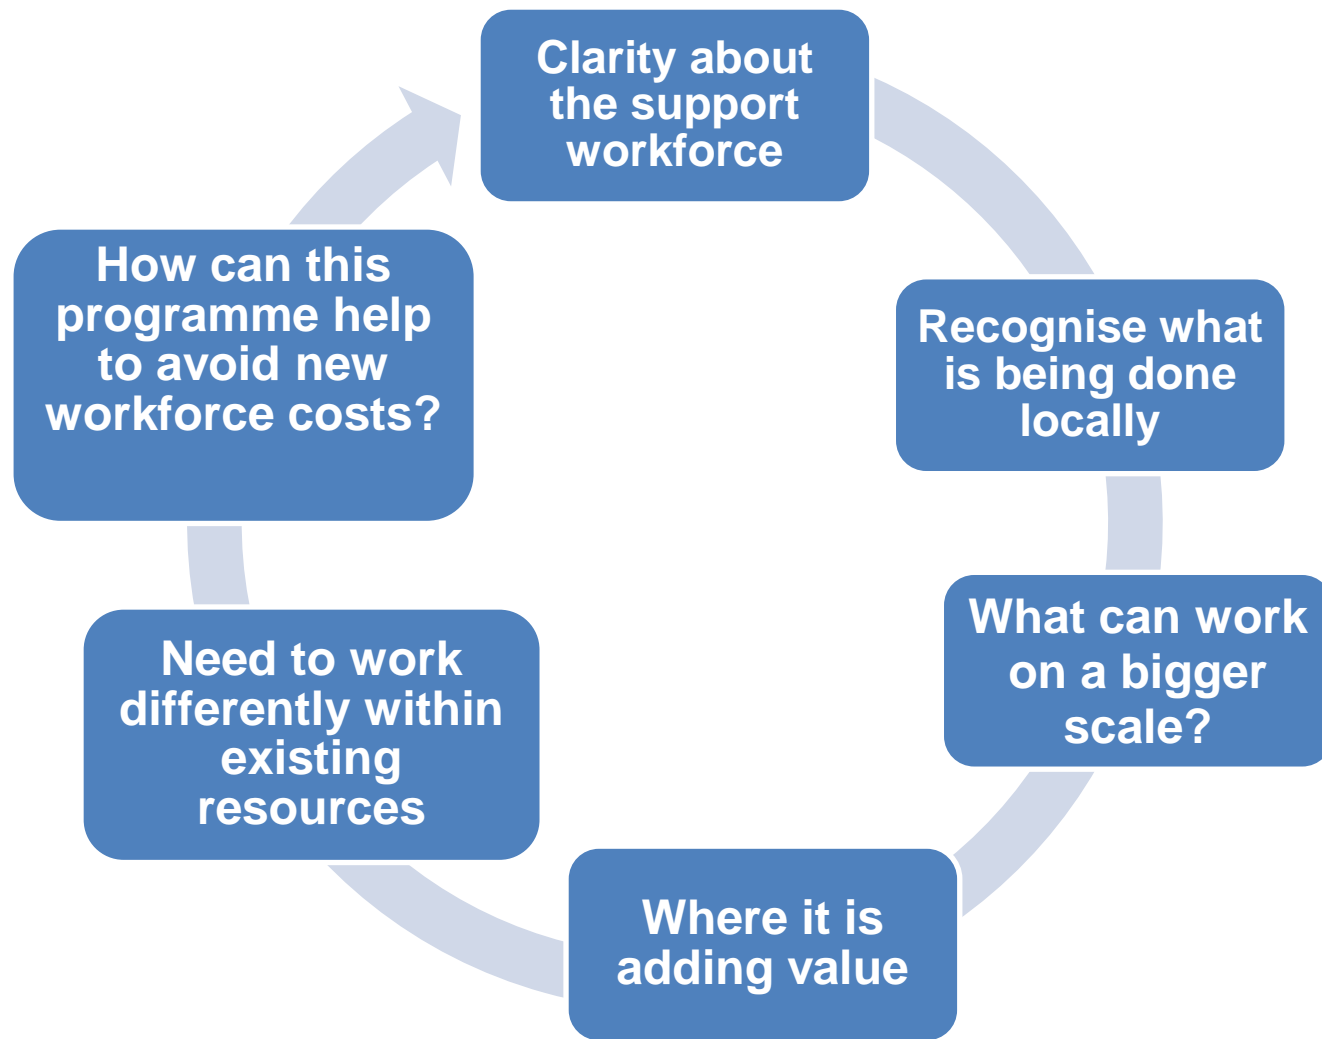 Clarity about
the support
workforce
Recognise what
is being done
locally
What can work
on a bigger
scale?
Where it is
adding value
Need to work
differently within
existing
resources
How can this
programme help
to avoid new
workforce costs?